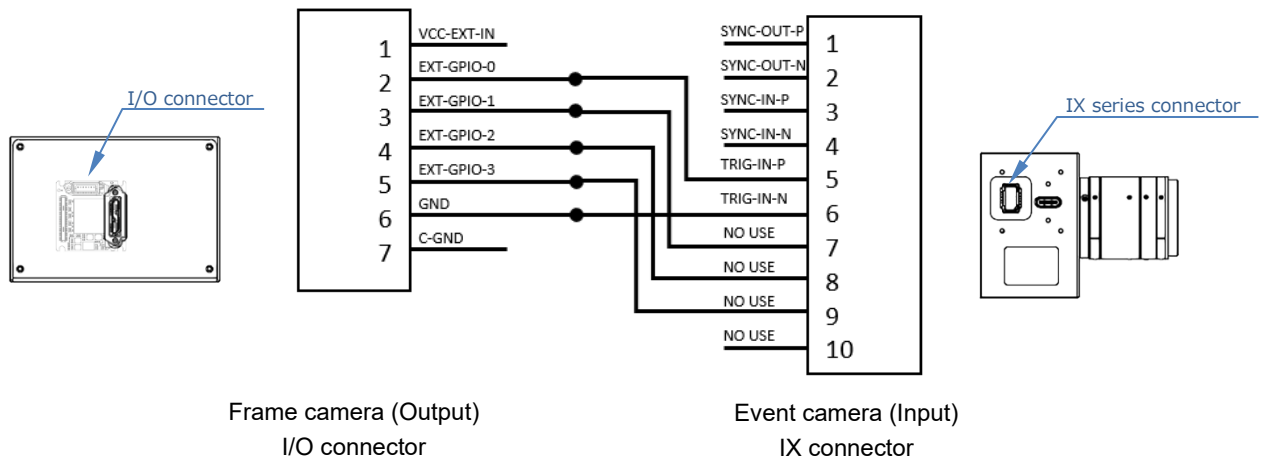 I/O connector
1 VCC-EXT-IN
2 EXT-GPIO-0
3 EXT-GPIO-1
4 EXT-GPIO-2
5 EXT-GPIO-3
6 GND
7 C-GND
SYNC-OUT-P 1
SYNC-OUT-N 2
SYNC-IN-P 3
SYNC-IN-N 4
TRIG-IN-P 5
TRIG-IN-N 6
NO USE 7
NO USE 8
NO USE 9
NO USE 10
IX series connector
Frame camera (Output)
I/O connector
Event camera (Input)
IX connector